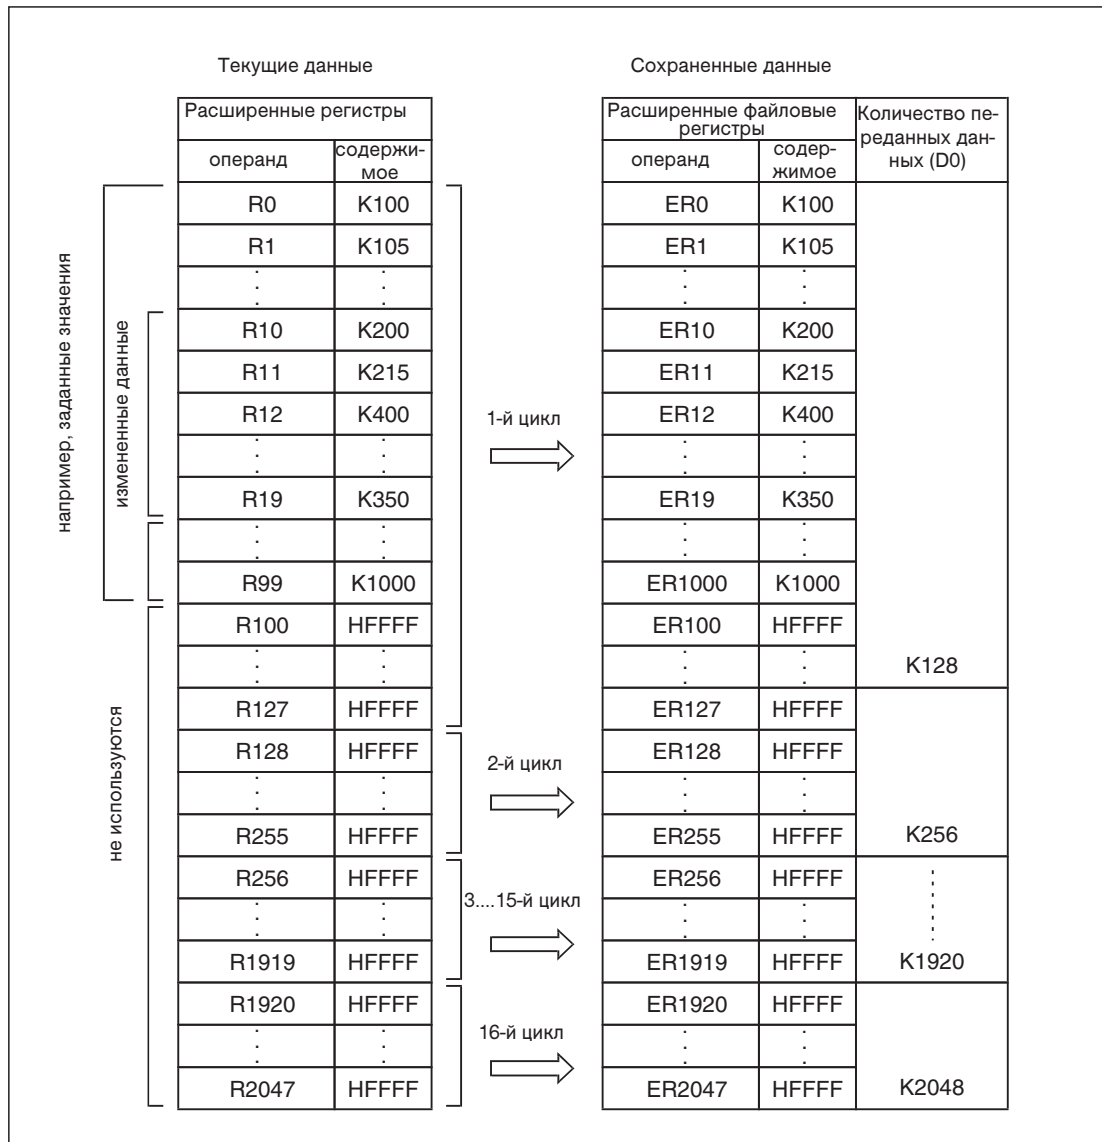 Текущие данные
Сохраненные данные
Расширенные регистры
Расширенные файловые
регистры
Количество пе-
реданных дан-
ных (D0)
операнд
содержи-
мое
операнд
содер-
жимое
R0 K100 ER0 K100
R1 K105 ER1 K105
R10 K200 ER10 K200
R11 K215 ER11 K215
R12 K400 ER12 K400
1-й цикл
R19 K350 ER19 K350
R99 K1000 ER1000 K1000
R100 HFFFF ER100 HFFFF
K128
R127 HFFFF ER127 HFFFF
R128 HFFFF ER128 HFFFF
2-й цикл
R255 HFFFF ER255 HFFFF K256
R256 HFFFF ER256 HFFFF
3....15-й цикл
R1919 HFFFF ER1919 HFFFF K1920
R1920 HFFFF ER1920 HFFFF
16-й цикл
R2047 HFFFF ER2047 HFFFF K2048
например, заданные значения
измененные данные
не используются